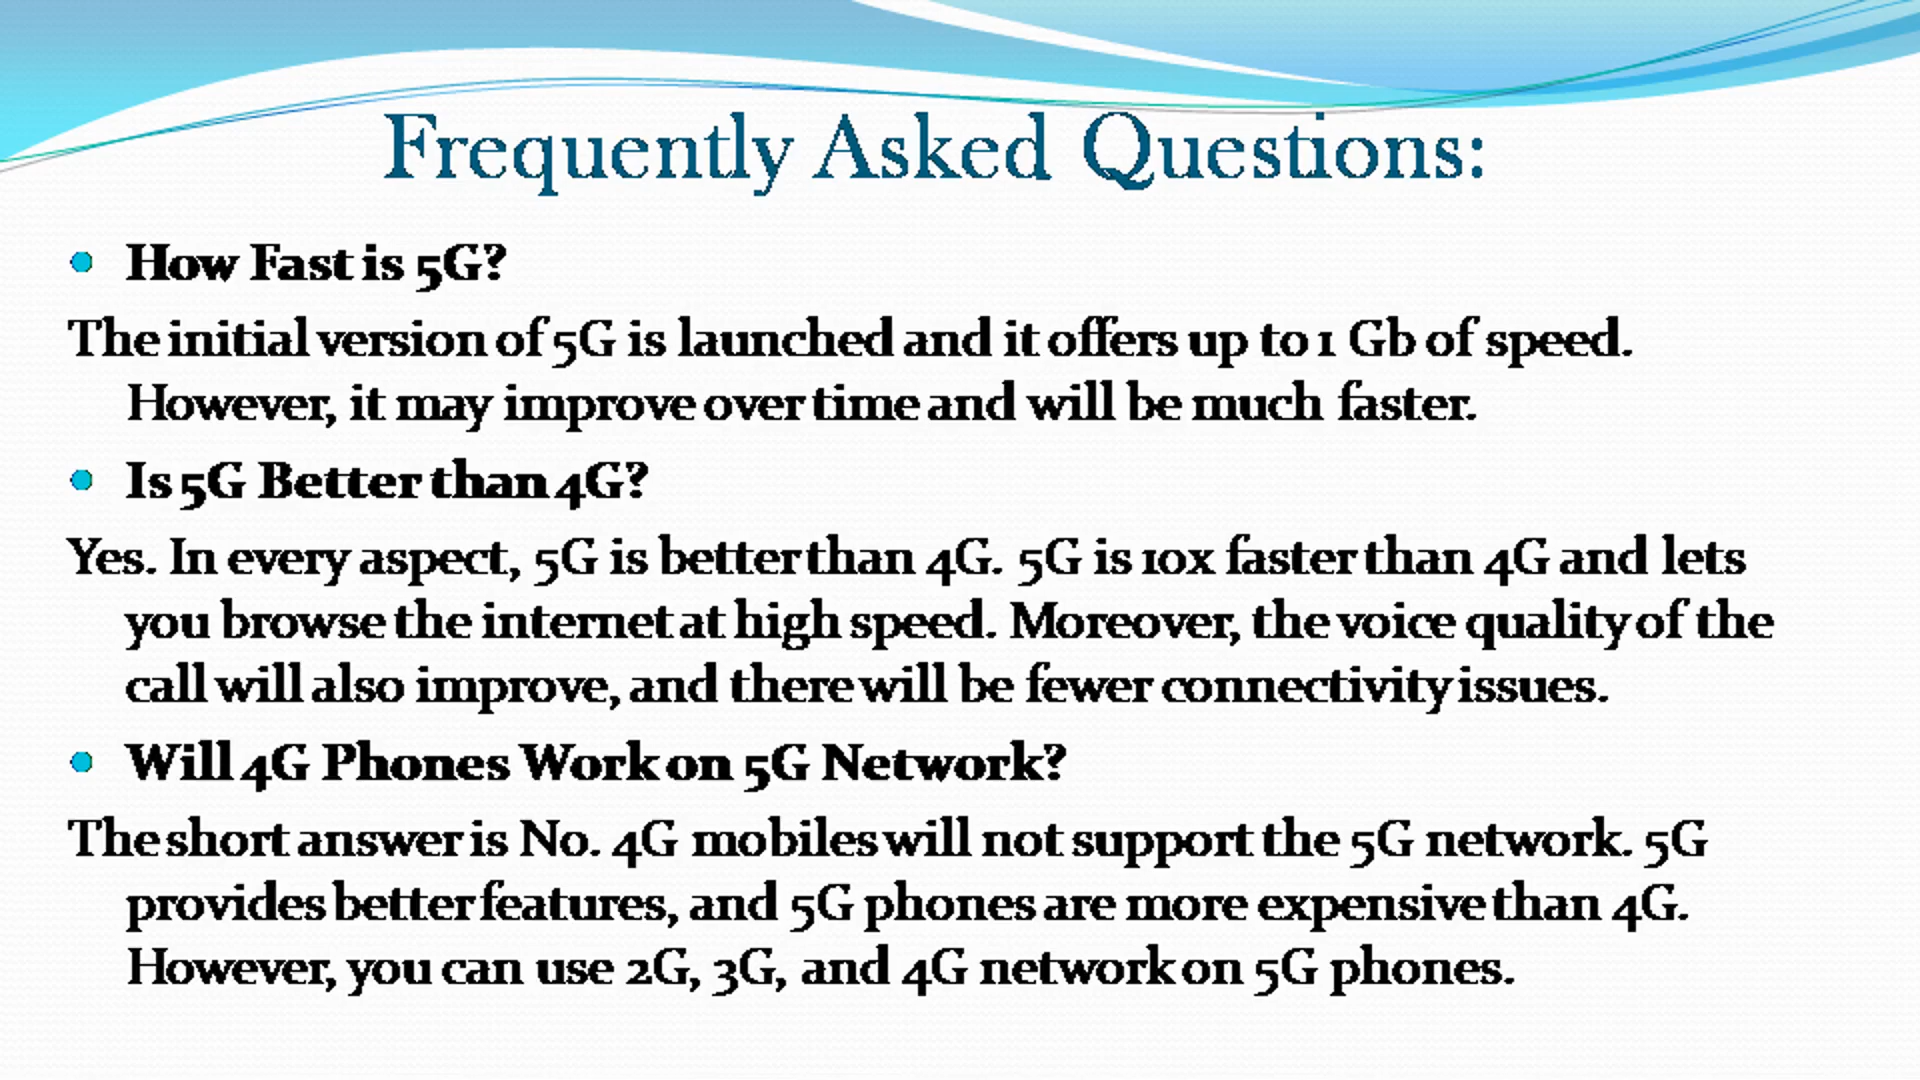 Frequently Asked Questions:
• How Fast is 5G?
The initial version of 5G is launched and it offers up to 1 Gb of speed.
However, it may improve over time and will be much faster.
• Is 5G Better than 4G?
Yes. In every aspect, 5G is better than 4G. 5G is 10x faster than 4G and lets
you browse the internet at high speed. Moreover, the voice quality of the
call will also improve, and there will be fewer connectivity issues.
• Will 4G Phones Work on 5G Network?
The short answer is No. 4G mobiles will not support the 5G network. 5G
provides better features, and 5G phones are more expensive than 4G.
However, you can use 2G, 3G, and 4G network on 5G phones.